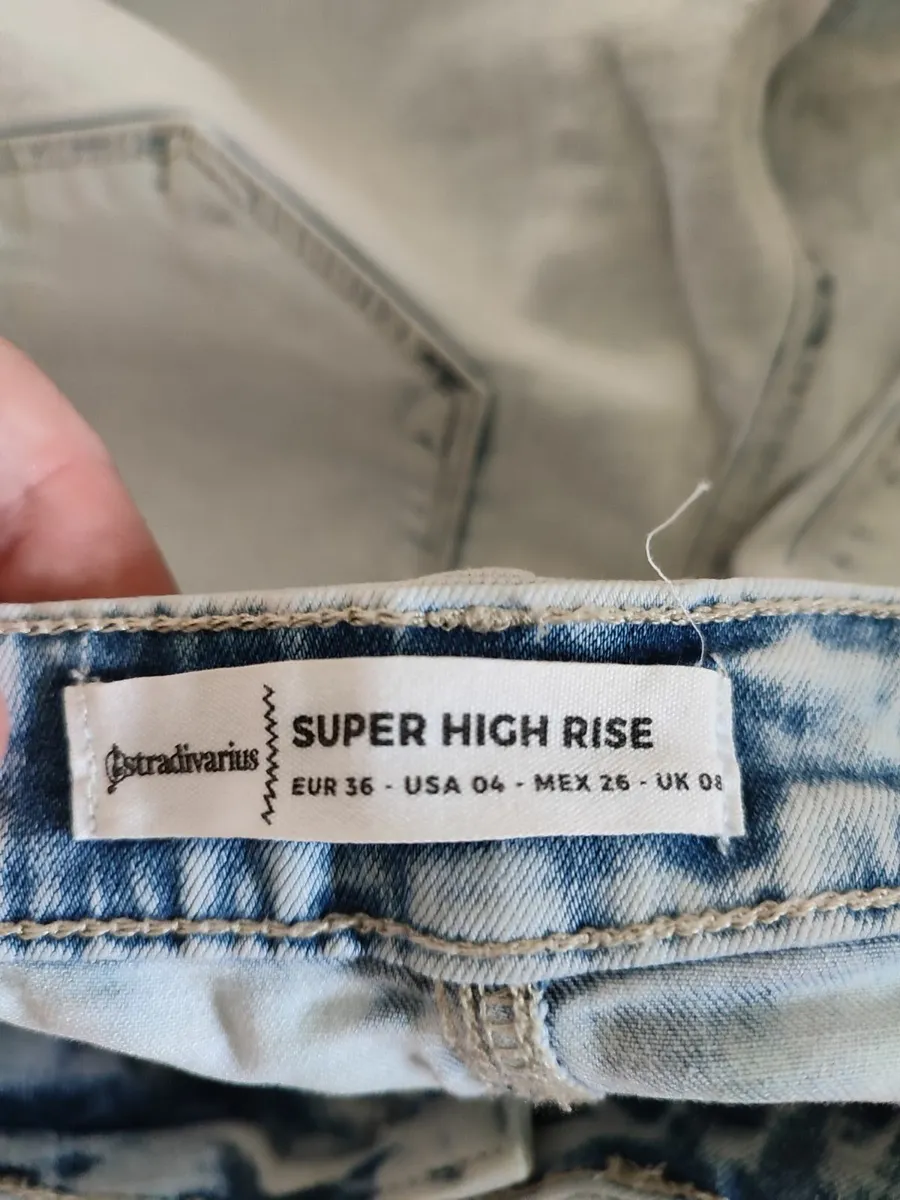 stradivarius
SUPER HIGH RISE
EUR 36 - USA 04 - MEX 26 - UK 08